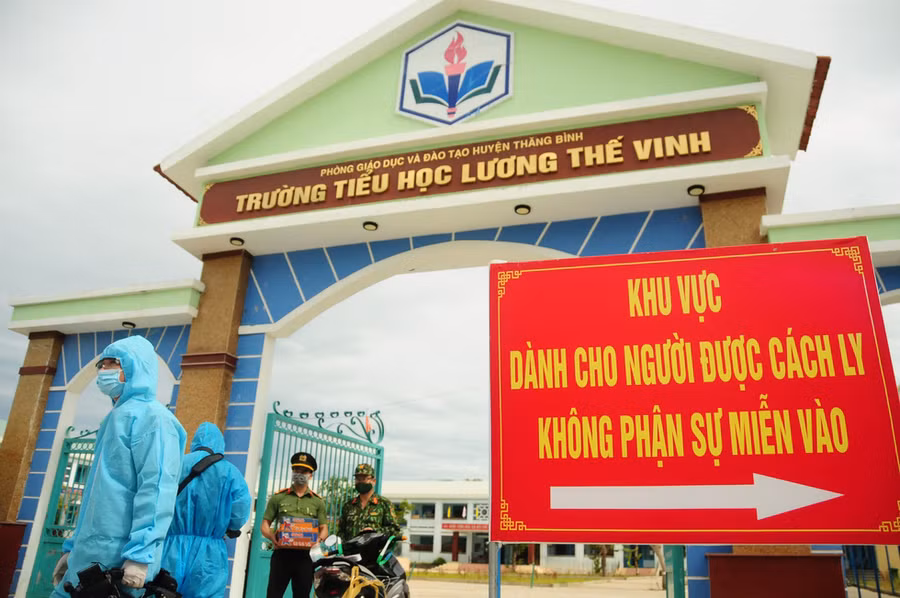 PHÒNG GIÁO DỤC VÀ ĐÀO TẠO HUYỆN THĂNG BÌNH
TRƯỜNG TIỂU HỌC LƯƠNG THẾ VINH
KHU VỰC
DÀNH CHO NGƯỜI ĐƯỢC CÁCH LY
KHÔNG PHẬN SỰ MIỄN VÀO